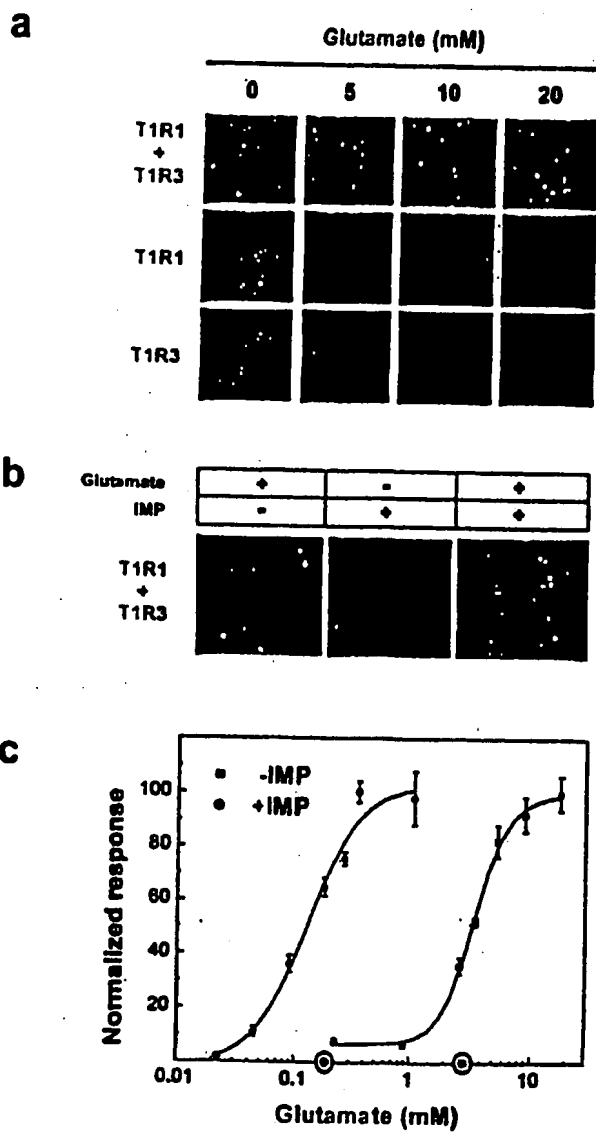 a
Glutamate (mM)
0 5 10 20
T1R1
+
T1R3
T1R1
T1R3
b
Glutamate + - +
IMP - + +
T1R1
+
T1R3
c
-IMP
+IMP
Normalized response
100
80
60
40
20
0.01 0.1 1 10
Glutamate (mM)